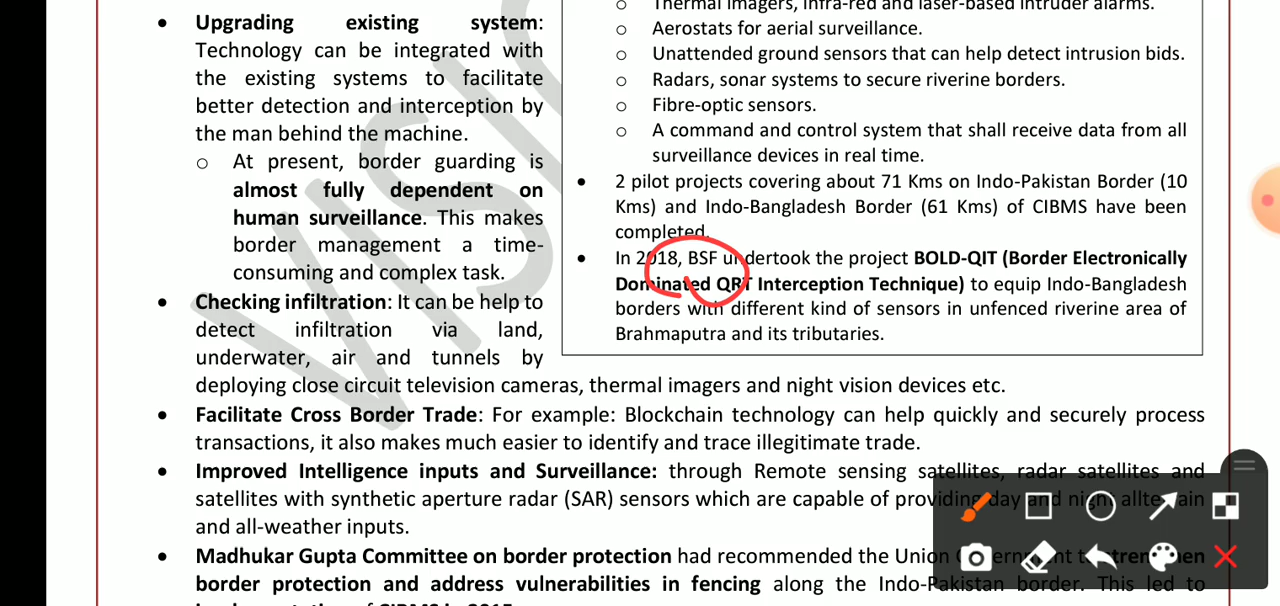 Upgrading existing system:
Technology can be integrated with
the existing systems to facilitate
better detection and interception by
the man behind the machine.
o At present, border guarding is
almost fully dependent on
human surveillance. This makes
border management a time-
consuming and complex task.
• Checking infiltration: It can be help to
detect infiltration via land,
underwater, air and tunnels by
o Thermal imagers, infra-red and laser-based intruder alarms.
o Aerostats for aerial surveillance.
o Unattended ground sensors that can help detect intrusion bids.
o Radars, sonar systems to secure riverine borders.
o Fibre-optic sensors.
o A command and control system that shall receive data from all
surveillance devices in real time.
• 2 pilot projects covering about 71 Kms on Indo-Pakistan Border (10
Kms) and Indo-Bangladesh Border (61 Kms) of CIBMS have been
completed.
• In 2018, BSF undertook the project BOLD-QIT (Border Electronically
Dominated QRT Interception Technique) to equip Indo-Bangladesh
borders with different kind of sensors in unfenced riverine area of
Brahmaputra and its tributaries.
deploying close circuit television cameras, thermal imagers and night vision devices etc.
• Facilitate Cross Border Trade: For example: Blockchain technology can help quickly and securely process
transactions, it also makes much easier to identify and trace illegitimate trade.
• Improved Intelligence inputs and Surveillance: through Remote sensing satellites, radar satellites and
satellites with synthetic aperture radar (SAR) sensors which are capable of providing day and night
and all-weather inputs.
• Madhukar Gupta Committee on border protection had recommended the Union
border protection and address vulnerabilities in fencing along the Indo-Pakistan border. This led to